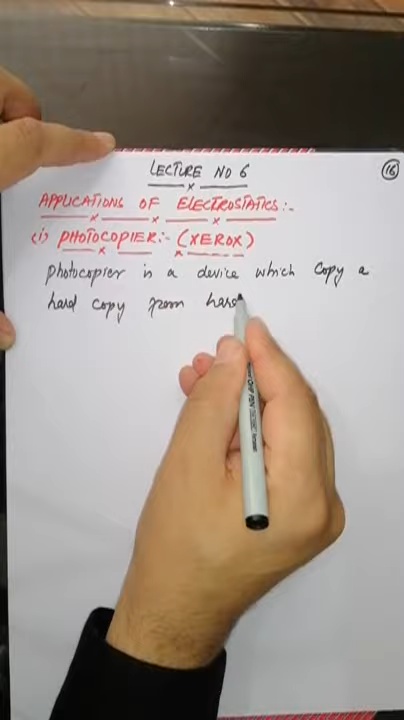 LECTURE NO 6
16
APPLICATIONS OF ELECTROSTATICS:-
(i) PHOTOCOPIER:- (XEROX)
photocopier is a device which copy a
hard copy from hard